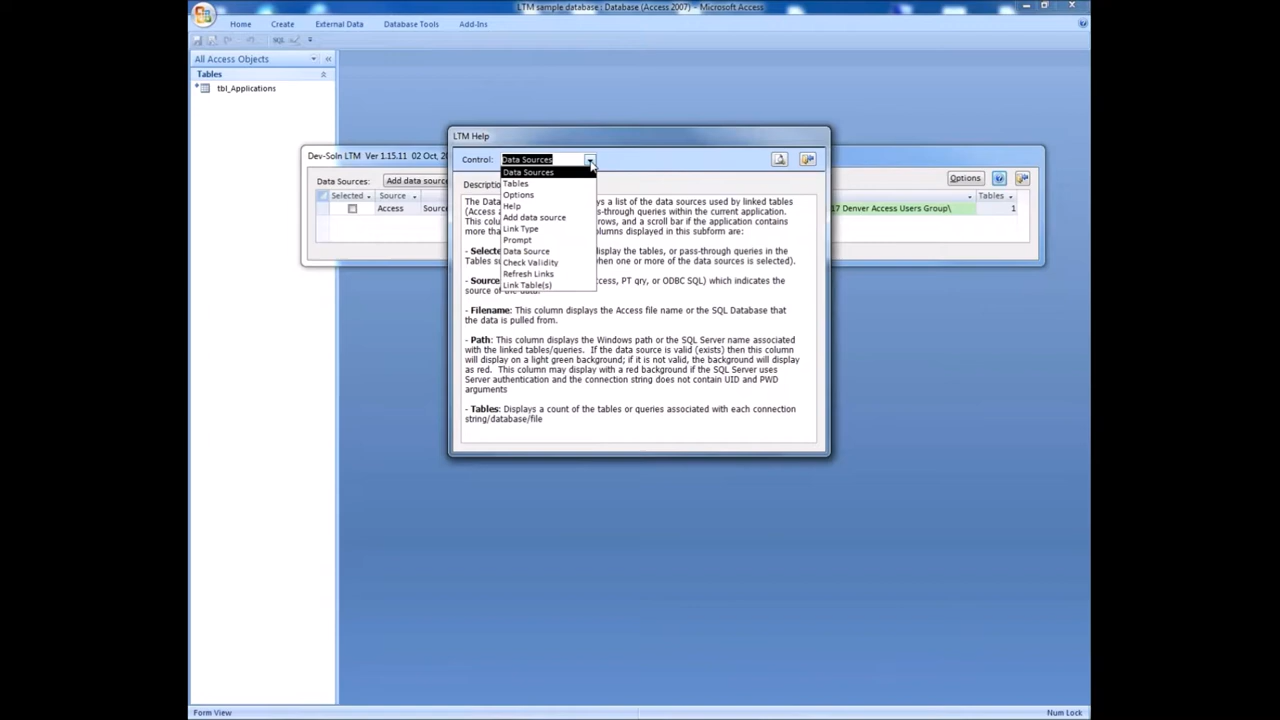 LTM sample database : Database (Access 2007) - Microsoft Access
Home Create External Data Database Tools Add-Ins
SQL
All Access Objects
Tables
tbl_Applications
LTM Help
Control: Data Sources
Data Sources
Tables
Options
Help
Add data source
Link Type
Prompt
Data Source
Check Validity
Refresh Links
Link Table(s)
Dev-Soln LTM Ver 1.15.11 02 Oct, 20
Data Sources: Add data sourc
Options
Selected Source Tables
Access Sourc 17 Denver Access Users Group\ 1
Descriptio
The Data ys a list of the data sources used by linked tables
(Access a ss-through queries within the current application.
This colu rows, and a scroll bar if the application contains
more tha lumns displayed in this subform are:
- Selecte display the tables, or pass-through queries in the
Tables su hen one or more of the data sources is selected).
- Sourc ccess, PT qry, or ODBC SQL) which indicates the
source of
- Filename: This column displays the Access file name or the SQL Database that
the data is pulled from.
- Path: This column displays the Windows path or the SQL Server name associated
with the linked tables/queries. If the data source is valid (exists) then this column
will display on a light green background; if it is not valid, the background will display
as red. This column may display with a red background if the SQL Server uses
Server authentication and the connection string does not contain UID and PWD
arguments
- Tables: Displays a count of the tables or queries associated with each connection
string/database/file
Form View
Num Lock